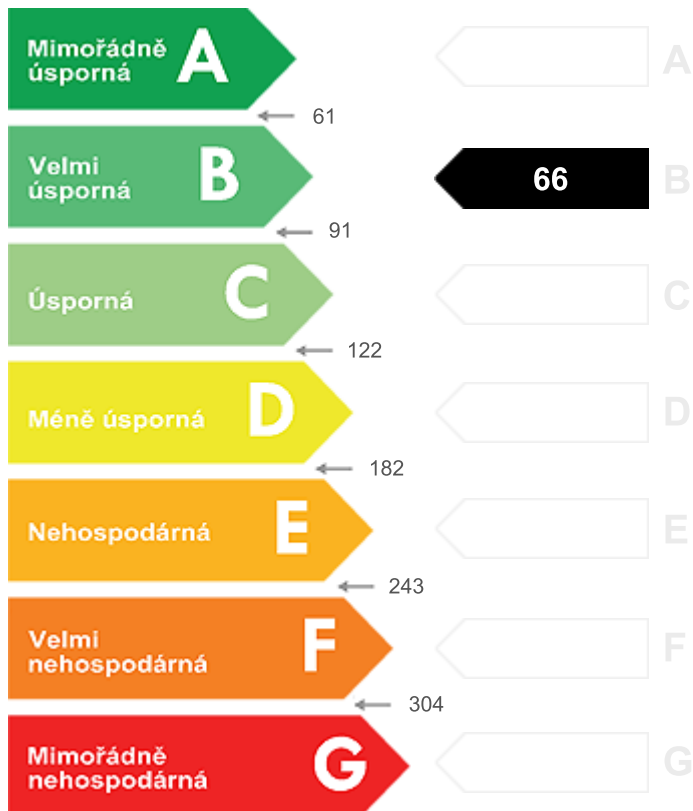 Mimořádně
úsporná
A
A
61
Velmi
úsporná
B
66
B
91
Úsporná
C
C
122
Méně úsporná
D
D
182
Nehospodárná
E
E
243
Velmi
nehospodárná
F
F
304
Mimořádně
nehospodárná
G
G